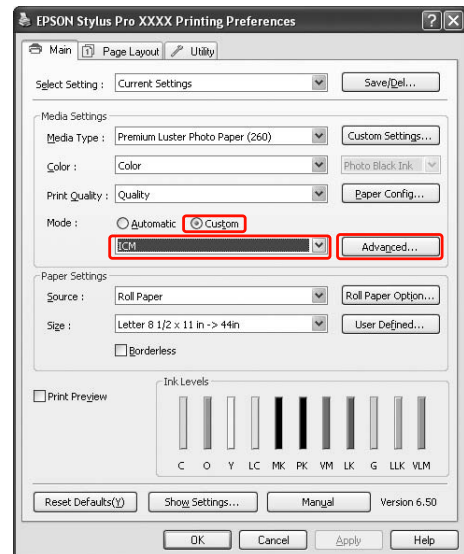 EPSON Stylus Pro XXXX Printing Preferences
Main Page Layout Utility
Select Setting : Current Settings Save/Del...
Media Settings
Media Type : Premium Luster Photo Paper (260) Custom Settings...
Color : Color Photo Black Ink
Print Quality : Quality Paper Config...
Mode : Automatic Custom
ICM Advanced...
Paper Settings
Source : Roll Paper Roll Paper Option...
Size : Letter 8 1/2 x 11 in -> 44in User Defined...
Borderless
Print Preview
Ink Levels
C O Y LC MK PK VM LK G LLK VLM
Reset Defaults(Y) Show Settings... Manual Version 6.50
OK Cancel Apply Help